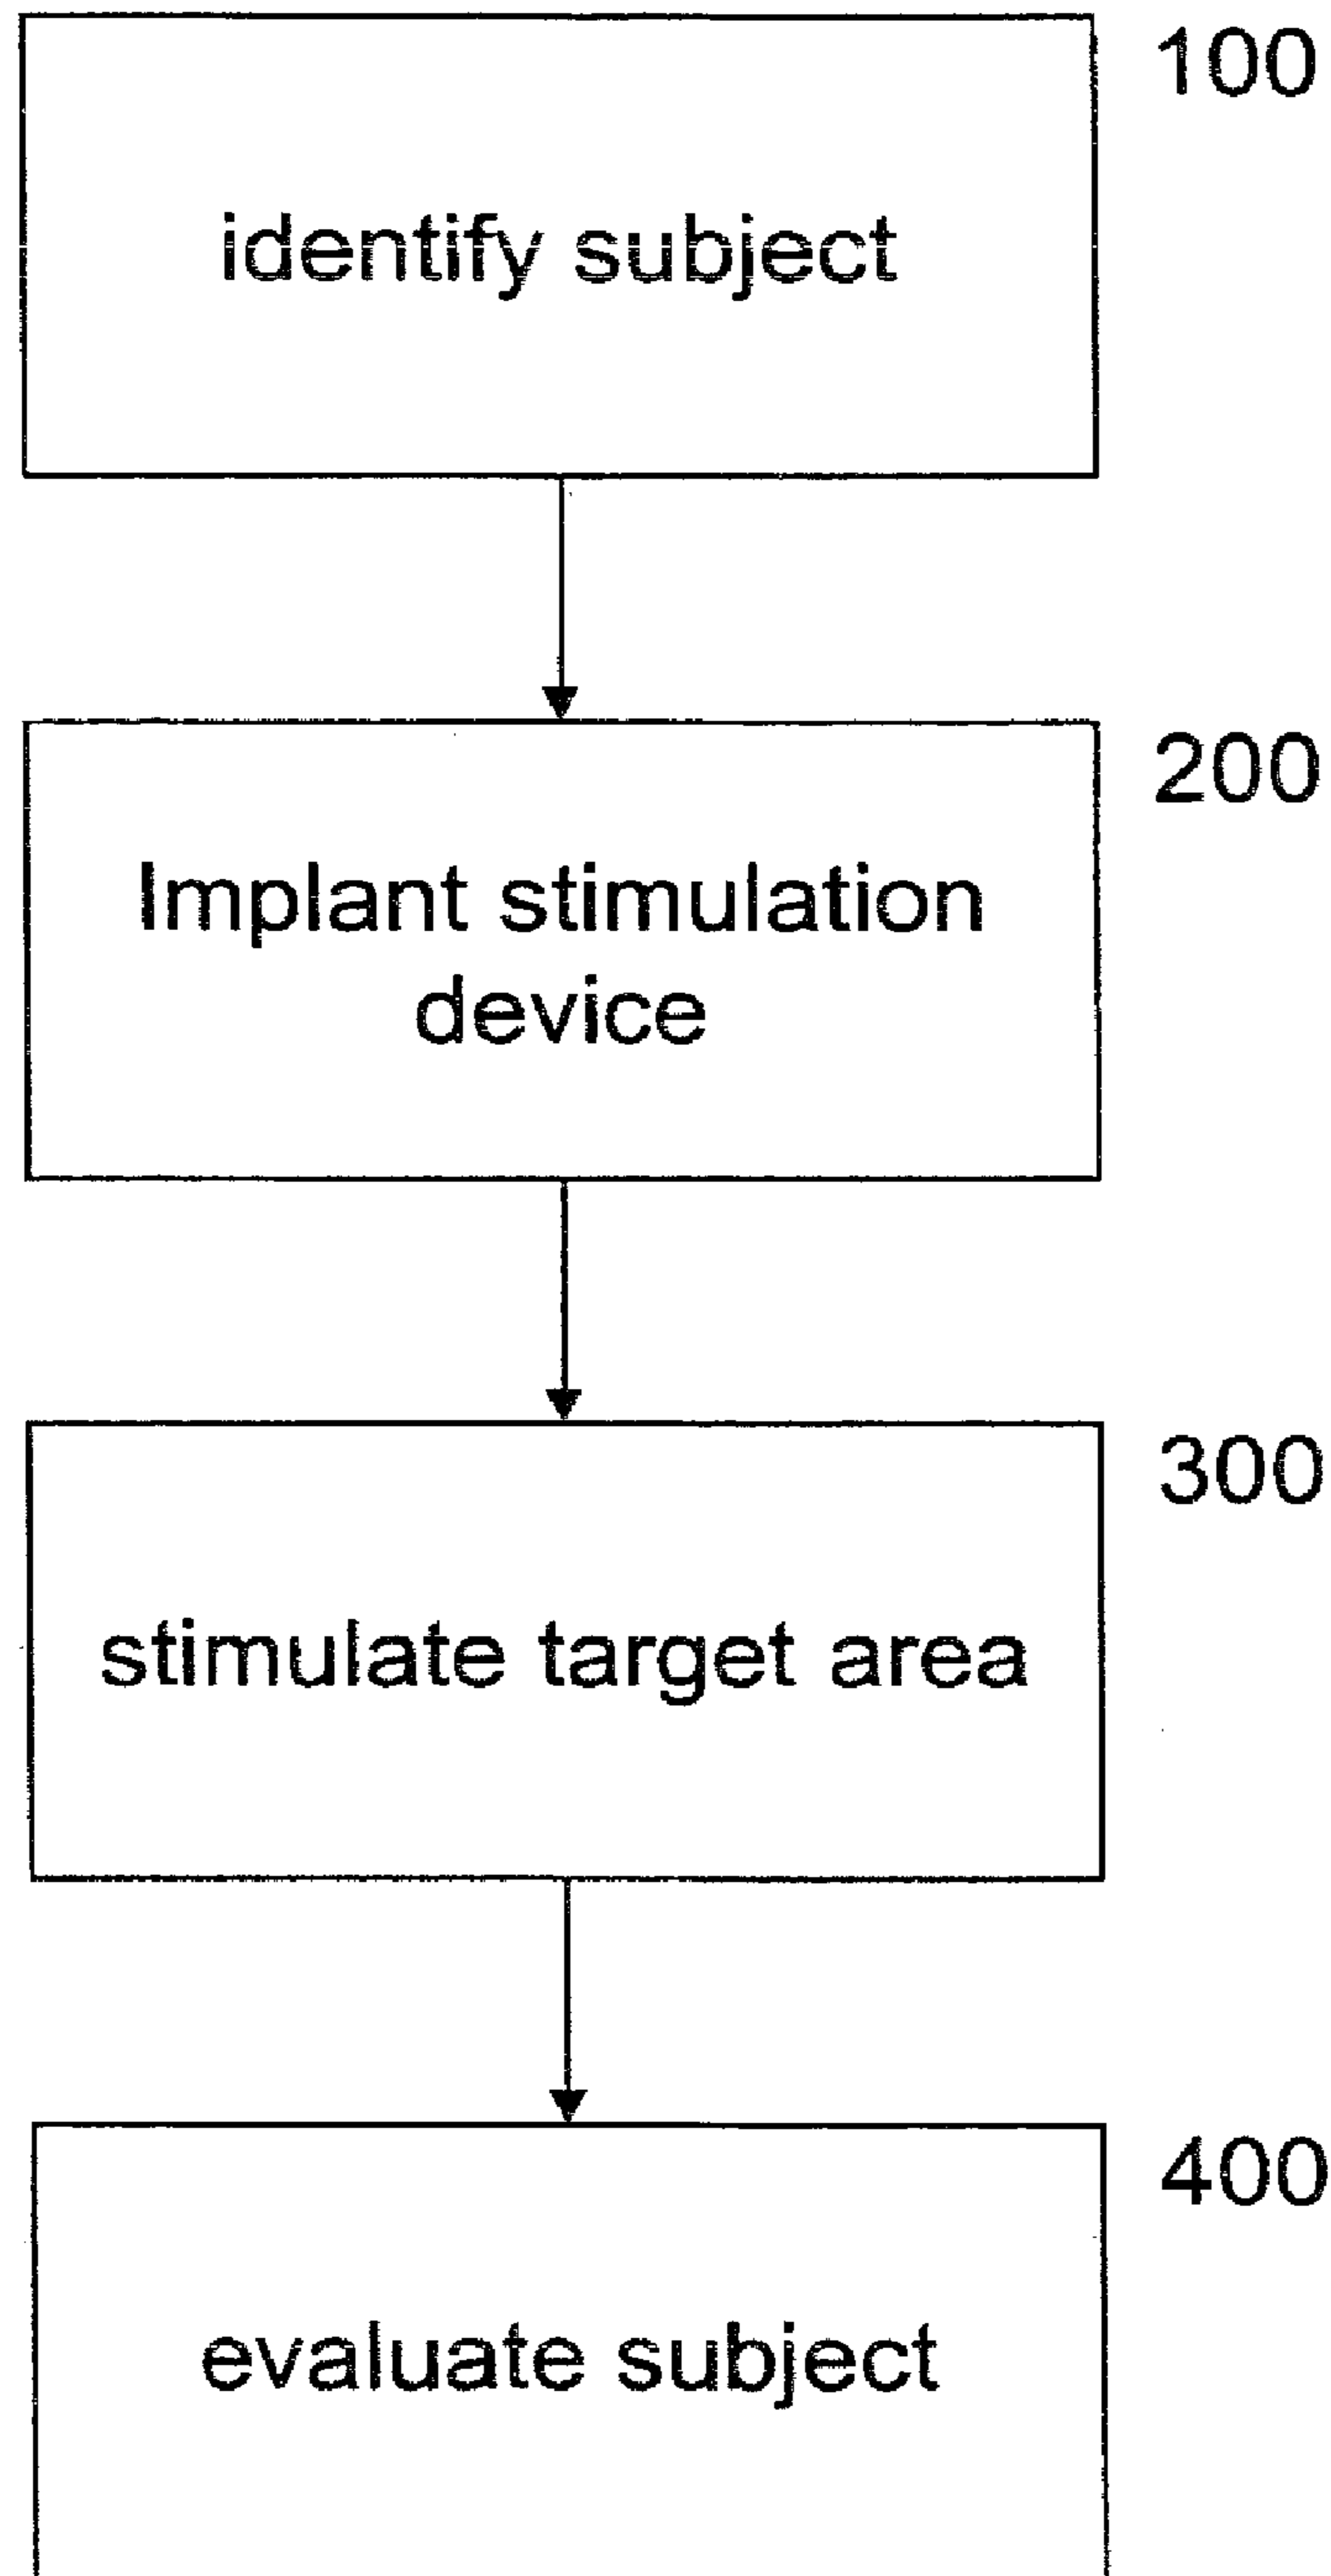 100
identify subject
200
Implant stimulation
device
300
stimulate target area
400
evaluate subject